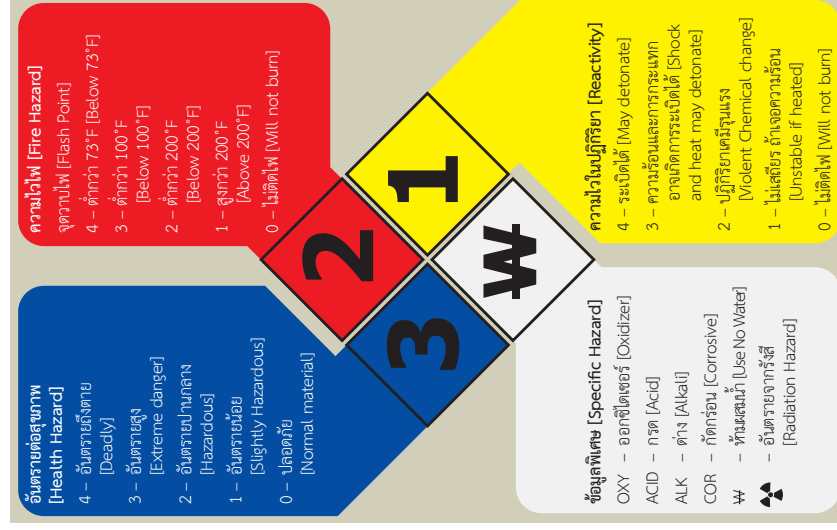 อันตรายต่อสุขภาพ
[Health Hazard]
4 – อันตรายถึงตาย
[Deadly]
3 – อันตรายสูง
[Extreme danger]
2 – อันตรายปานกลาง
[Hazardous]
1 – อันตรายน้อย
[Slightly Hazardous]
0 – ปลอดภัย
[Normal material]
ความไวไฟ [Fire Hazard]
จุดวาบไฟ [Flash Point]
4 – ต่ำกว่า 73°F [Below 73°F]
3 – ต่ำกว่า 100°F
[Below 100°F]
2 – ต่ำกว่า 200°F
[Below 200°F]
1 – สูงกว่า 200°F
[Above 200°F]
0 – ไม่ติดไฟ [Will not burn]
2
3
1
W
ข้อมูลพิเศษ [Specific Hazard]
OXY – ออกซิไดเซอร์ [Oxidizer]
ACID – กรด [Acid]
ALK – ด่าง [Alkali]
COR – กัดกร่อน [Corrosive]
W – ห้ามผสมน้ำ [Use No Water]
☢ – อันตรายจากรังสี
[Radiation Hazard]
ความไวในปฏิกิริยา [Reactivity]
4 – ระเบิดได้ [May detonate]
3 – ความร้อนและการกระแทก
อาจเกิดการระเบิดได้ [Shock
and heat may detonate]
2 – ปฏิกิริยาเคมีรุนแรง
[Violent Chemical change]
1 – ไม่เสถียร ถ้าเจอความร้อน
[Unstable if heated]
0 – ไม่ติดไฟ [Will not burn]